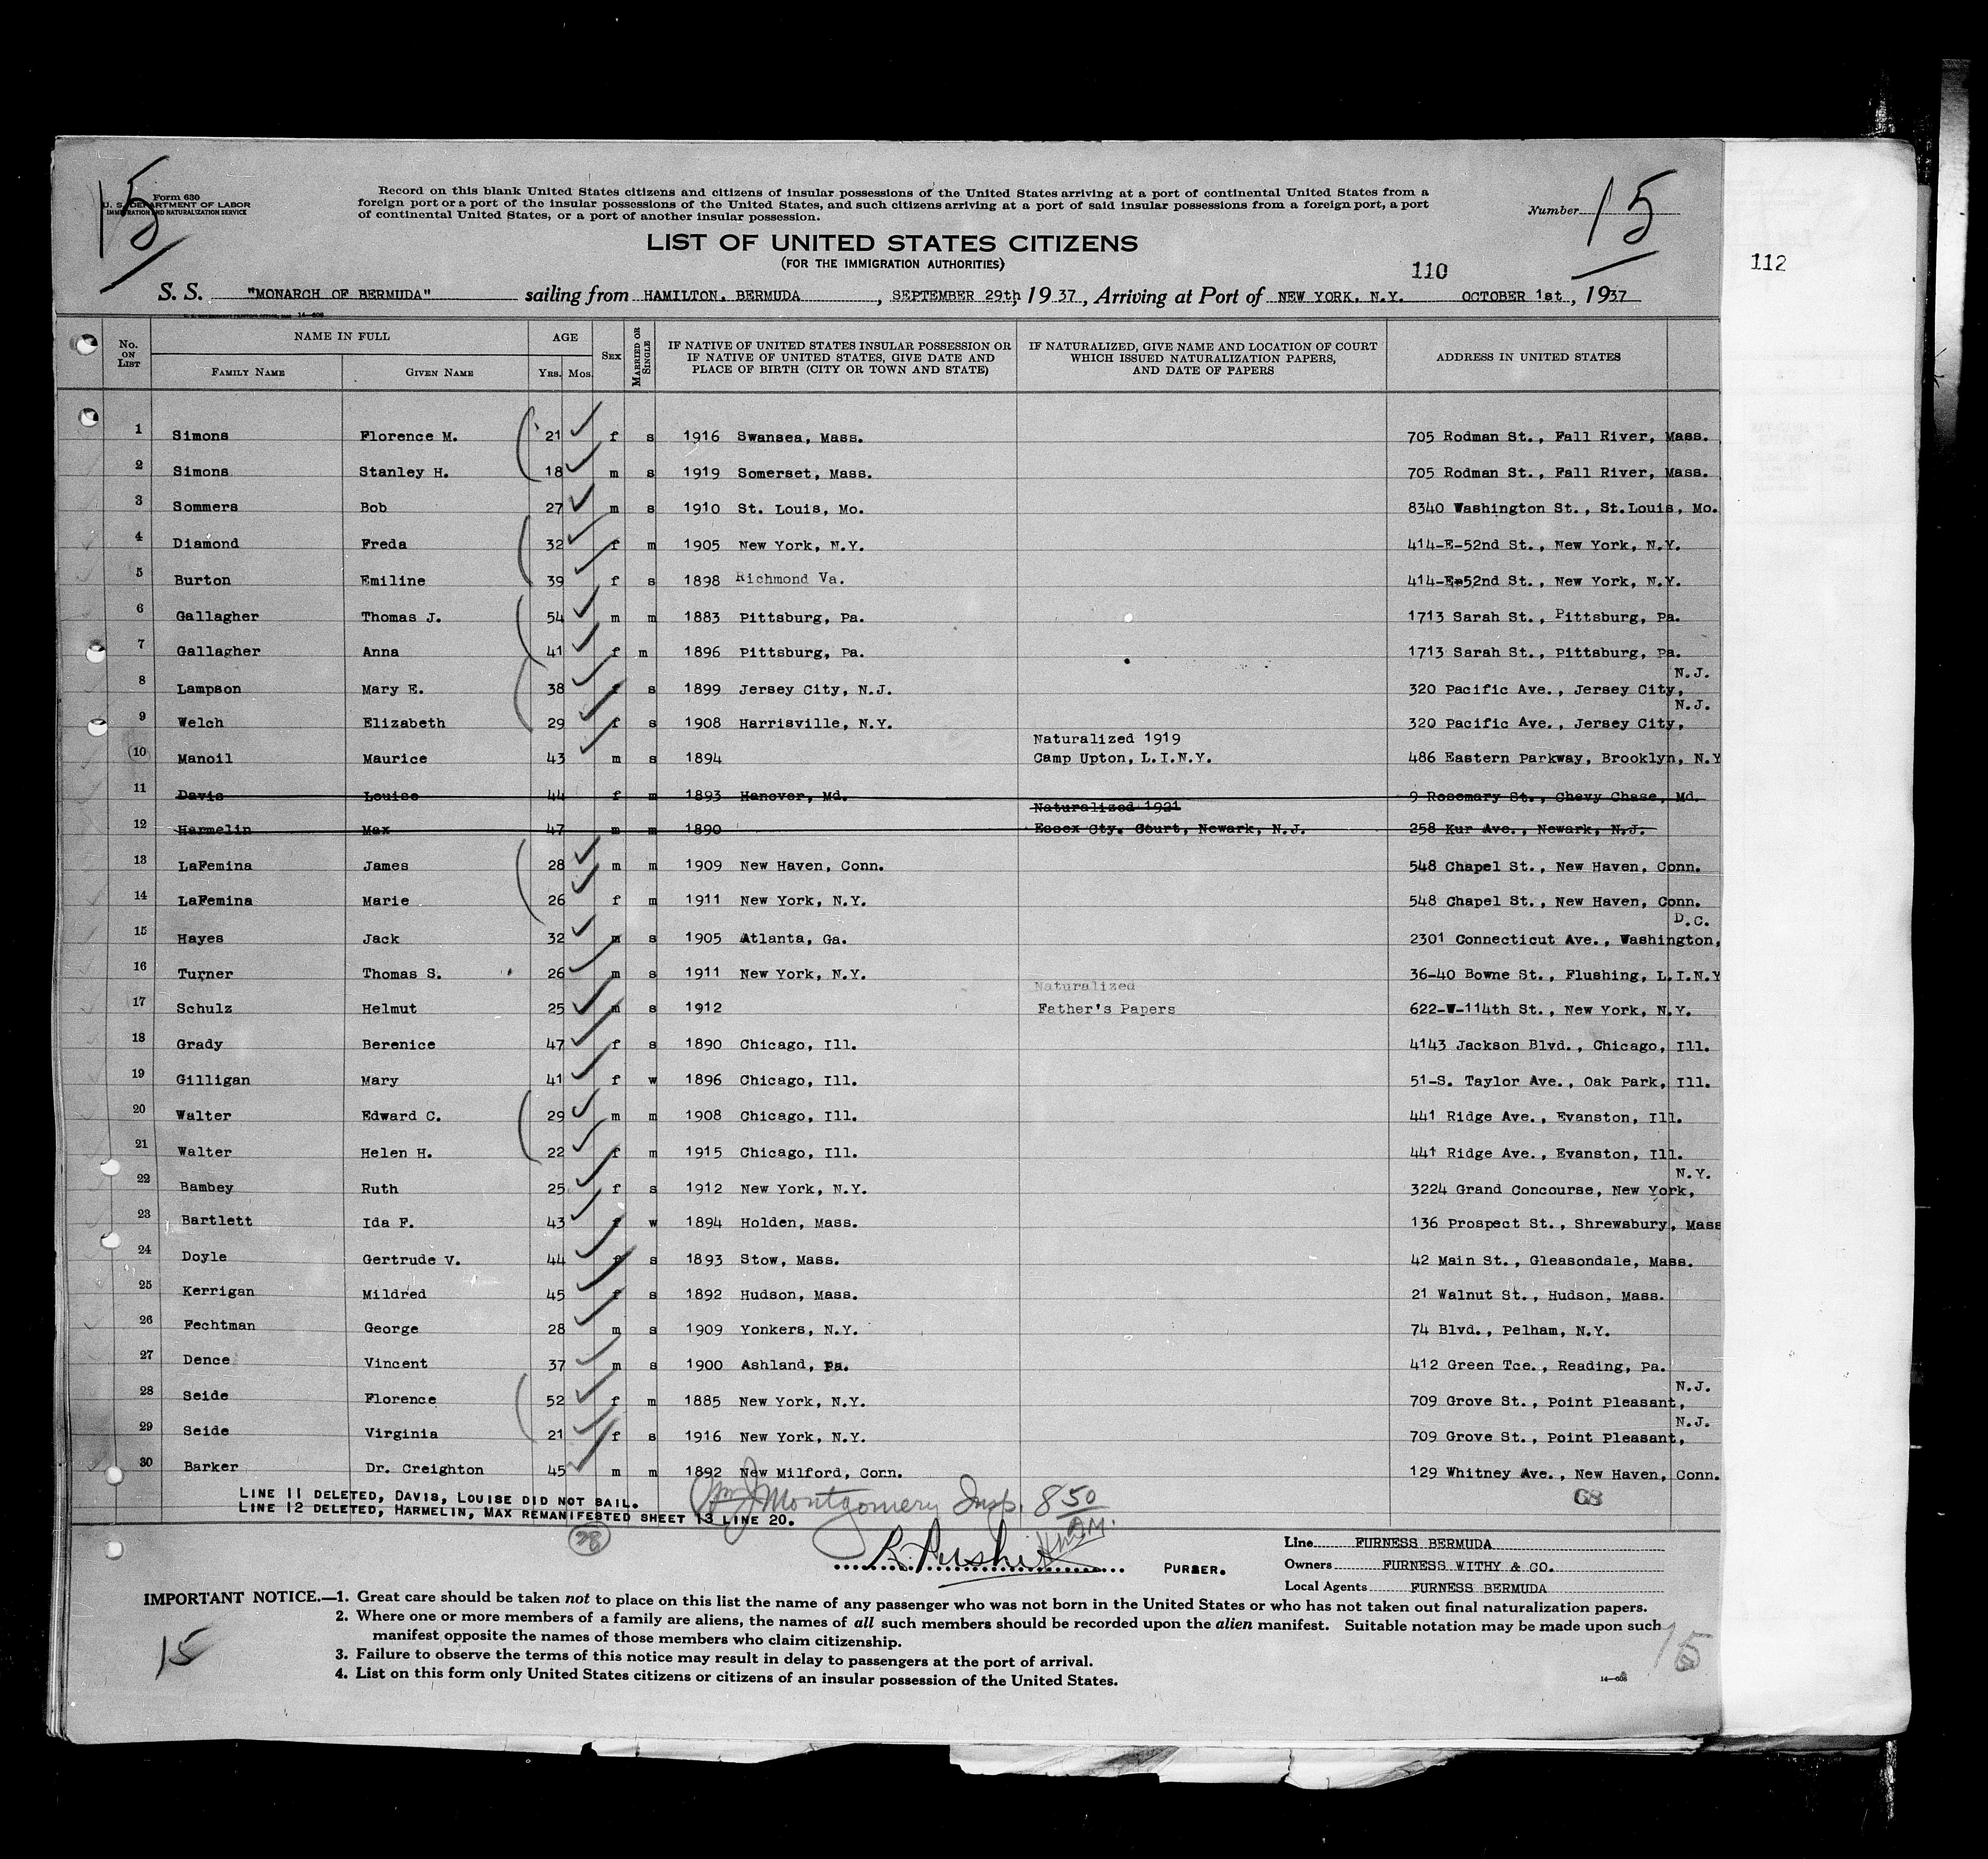 15
Form 630
U. S. DEPARTMENT OF LABOR
IMMIGRATION AND NATURALIZATION SERVICE
Record on this blank United States citizens and citizens of insular possessions of the United States arriving at a port of continental United States from a
foreign port or a port of the insular possessions of the United States, and such citizens arriving at a port of said insular possessions from a foreign port, a port
of continental United States, or a port of another insular possession.
Number 15
LIST OF UNITED STATES CITIZENS
(FOR THE IMMIGRATION AUTHORITIES)
110
112
S. S. "MONARCH OF BERMUDA" sailing from HAMILTON, BERMUDA, SEPTEMBER 29th, 1937, Arriving at Port of NEW YORK, N.Y. OCTOBER 1st, 1937
14—608
No. ON LIST NAME IN FULL FAMILY NAME GIVEN NAME AGE YRS. MOS. SEX MARRIED OR SINGLE IF NATIVE OF UNITED STATES INSULAR POSSESSION OR IF NATIVE OF UNITED STATES, GIVE DATE AND PLACE OF BIRTH (CITY OR TOWN AND STATE) IF NATURALIZED, GIVE NAME AND LOCATION OF COURT WHICH ISSUED NATURALIZATION PAPERS, AND DATE OF PAPERS ADDRESS IN UNITED STATES
1 Simons Florence M. 21 f s 1916 Swansea, Mass. 705 Rodman St., Fall River, Mass.
2 Simons Stanley H. 18 m s 1919 Somerset, Mass. 705 Rodman St., Fall River, Mass.
3 Sommers Bob 27 m s 1910 St. Louis, Mo. 8340 Washington St., St.Louis, Mo.
4 Diamond Freda 32 f m 1905 New York, N.Y. 414-E-52nd St., New York, N.Y.
5 Burton Emiline 39 f s 1898 Richmond Va. 414-E-52nd St., New York, N.Y.
6 Gallagher Thomas J. 54 m m 1883 Pittsburg, Pa. 1713 Sarah St., Pittsburg, Pa.
7 Gallagher Anna 41 f m 1896 Pittsburg, Pa. 1713 Sarah St., Pittsburg, Pa.
8 Lampson Mary E. 38 f s 1899 Jersey City, N.J. 320 Pacific Ave., Jersey City, N.J.
9 Welch Elizabeth 29 f s 1908 Harrisville, N.Y. 320 Pacific Ave., Jersey City, N.J.
10 Manoil Maurice 43 m s 1894 Naturalized 1919 Camp Upton, L.I.N.Y. 486 Eastern Parkway, Brooklyn, N.Y
11 Davis Louise 44 f m 1893 Hanover, Md. 9 Rosemary St., Chevy Chase, Md.
12 Harmelin Max 47 m m 1890 Naturalized 1921 Essex Cty. Court, Newark, N.J. 258 Kur Ave., Newark, N.J.
13 LaFemina James 28 m m 1909 New Haven, Conn. 548 Chapel St., New Haven, Conn.
14 LaFemina Marie 26 f m 1911 New York, N.Y. 548 Chapel St., New Haven, Conn.
15 Hayes Jack 32 m s 1905 Atlanta, Ga. 2301 Connecticut Ave., Washington, D.C.
16 Turner Thomas S. 26 m s 1911 New York, N.Y. 36-40 Bowne St., Flushing, L.I.N.Y
17 Schulz Helmut 25 m s 1912 Naturalized Father's Papers 622-W-114th St., New York, N.Y.
18 Grady Berenice 47 f s 1890 Chicago, Ill. 4143 Jackson Blvd., Chicago, Ill.
19 Gilligan Mary 41 f w 1896 Chicago, Ill. 51-S. Taylor Ave., Oak Park, Ill.
20 Walter Edward C. 29 m m 1908 Chicago, Ill. 441 Ridge Ave., Evanston, Ill.
21 Walter Helen H. 22 f m 1915 Chicago, Ill. 441 Ridge Ave., Evanston, Ill.
22 Bambey Ruth 25 f s 1912 New York, N.Y. 3224 Grand Concourse, New York, N.Y.
23 Bartlett Ida F. 43 f w 1894 Holden, Mass. 136 Prospect St., Shrewsbury, Mass
24 Doyle Gertrude V. 44 f s 1893 Stow, Mass. 42 Main St., Gleasondale, Mass.
25 Kerrigan Mildred 45 f s 1892 Hudson, Mass. 21 Walnut St., Hudson, Mass.
26 Fechtman George 28 m s 1909 Yonkers, N.Y. 74 Blvd., Pelham, N.Y.
27 Dence Vincent 37 m s 1900 Ashland, Pa. 412 Green Tce., Reading, Pa.
28 Seide Florence 52 f m 1885 New York, N.Y. 709 Grove St., Point Pleasant, N.J.
29 Seide Virginia 21 f s 1916 New York, N.Y. 709 Grove St., Point Pleasant, N.J.
30 Barker Dr. Creighton 45 m m 1892 New Milford, Conn. 129 Whitney Ave., New Haven, Conn.
LINE 11 DELETED, DAVIS, LOUISE DID NOT SAIL.
LINE 12 DELETED, HARMELIN, MAX REMANIFESTED SHEET 13 LINE 20.
Wm J Montgomery Insp. 8 50 AM.
68
28
PURSER.
Line FURNESS BERMUDA
Owners FURNESS WITHY & CO.
Local Agents FURNESS BERMUDA
IMPORTANT NOTICE.—1. Great care should be taken not to place on this list the name of any passenger who was not born in the United States or who has not taken out final naturalization papers.
2. Where one or more members of a family are aliens, the names of all such members should be recorded upon the alien manifest. Suitable notation may be made upon such
manifest opposite the names of those members who claim citizenship.
3. Failure to observe the terms of this notice may result in delay to passengers at the port of arrival.
4. List on this form only United States citizens or citizens of an insular possession of the United States.
15
15
14—608